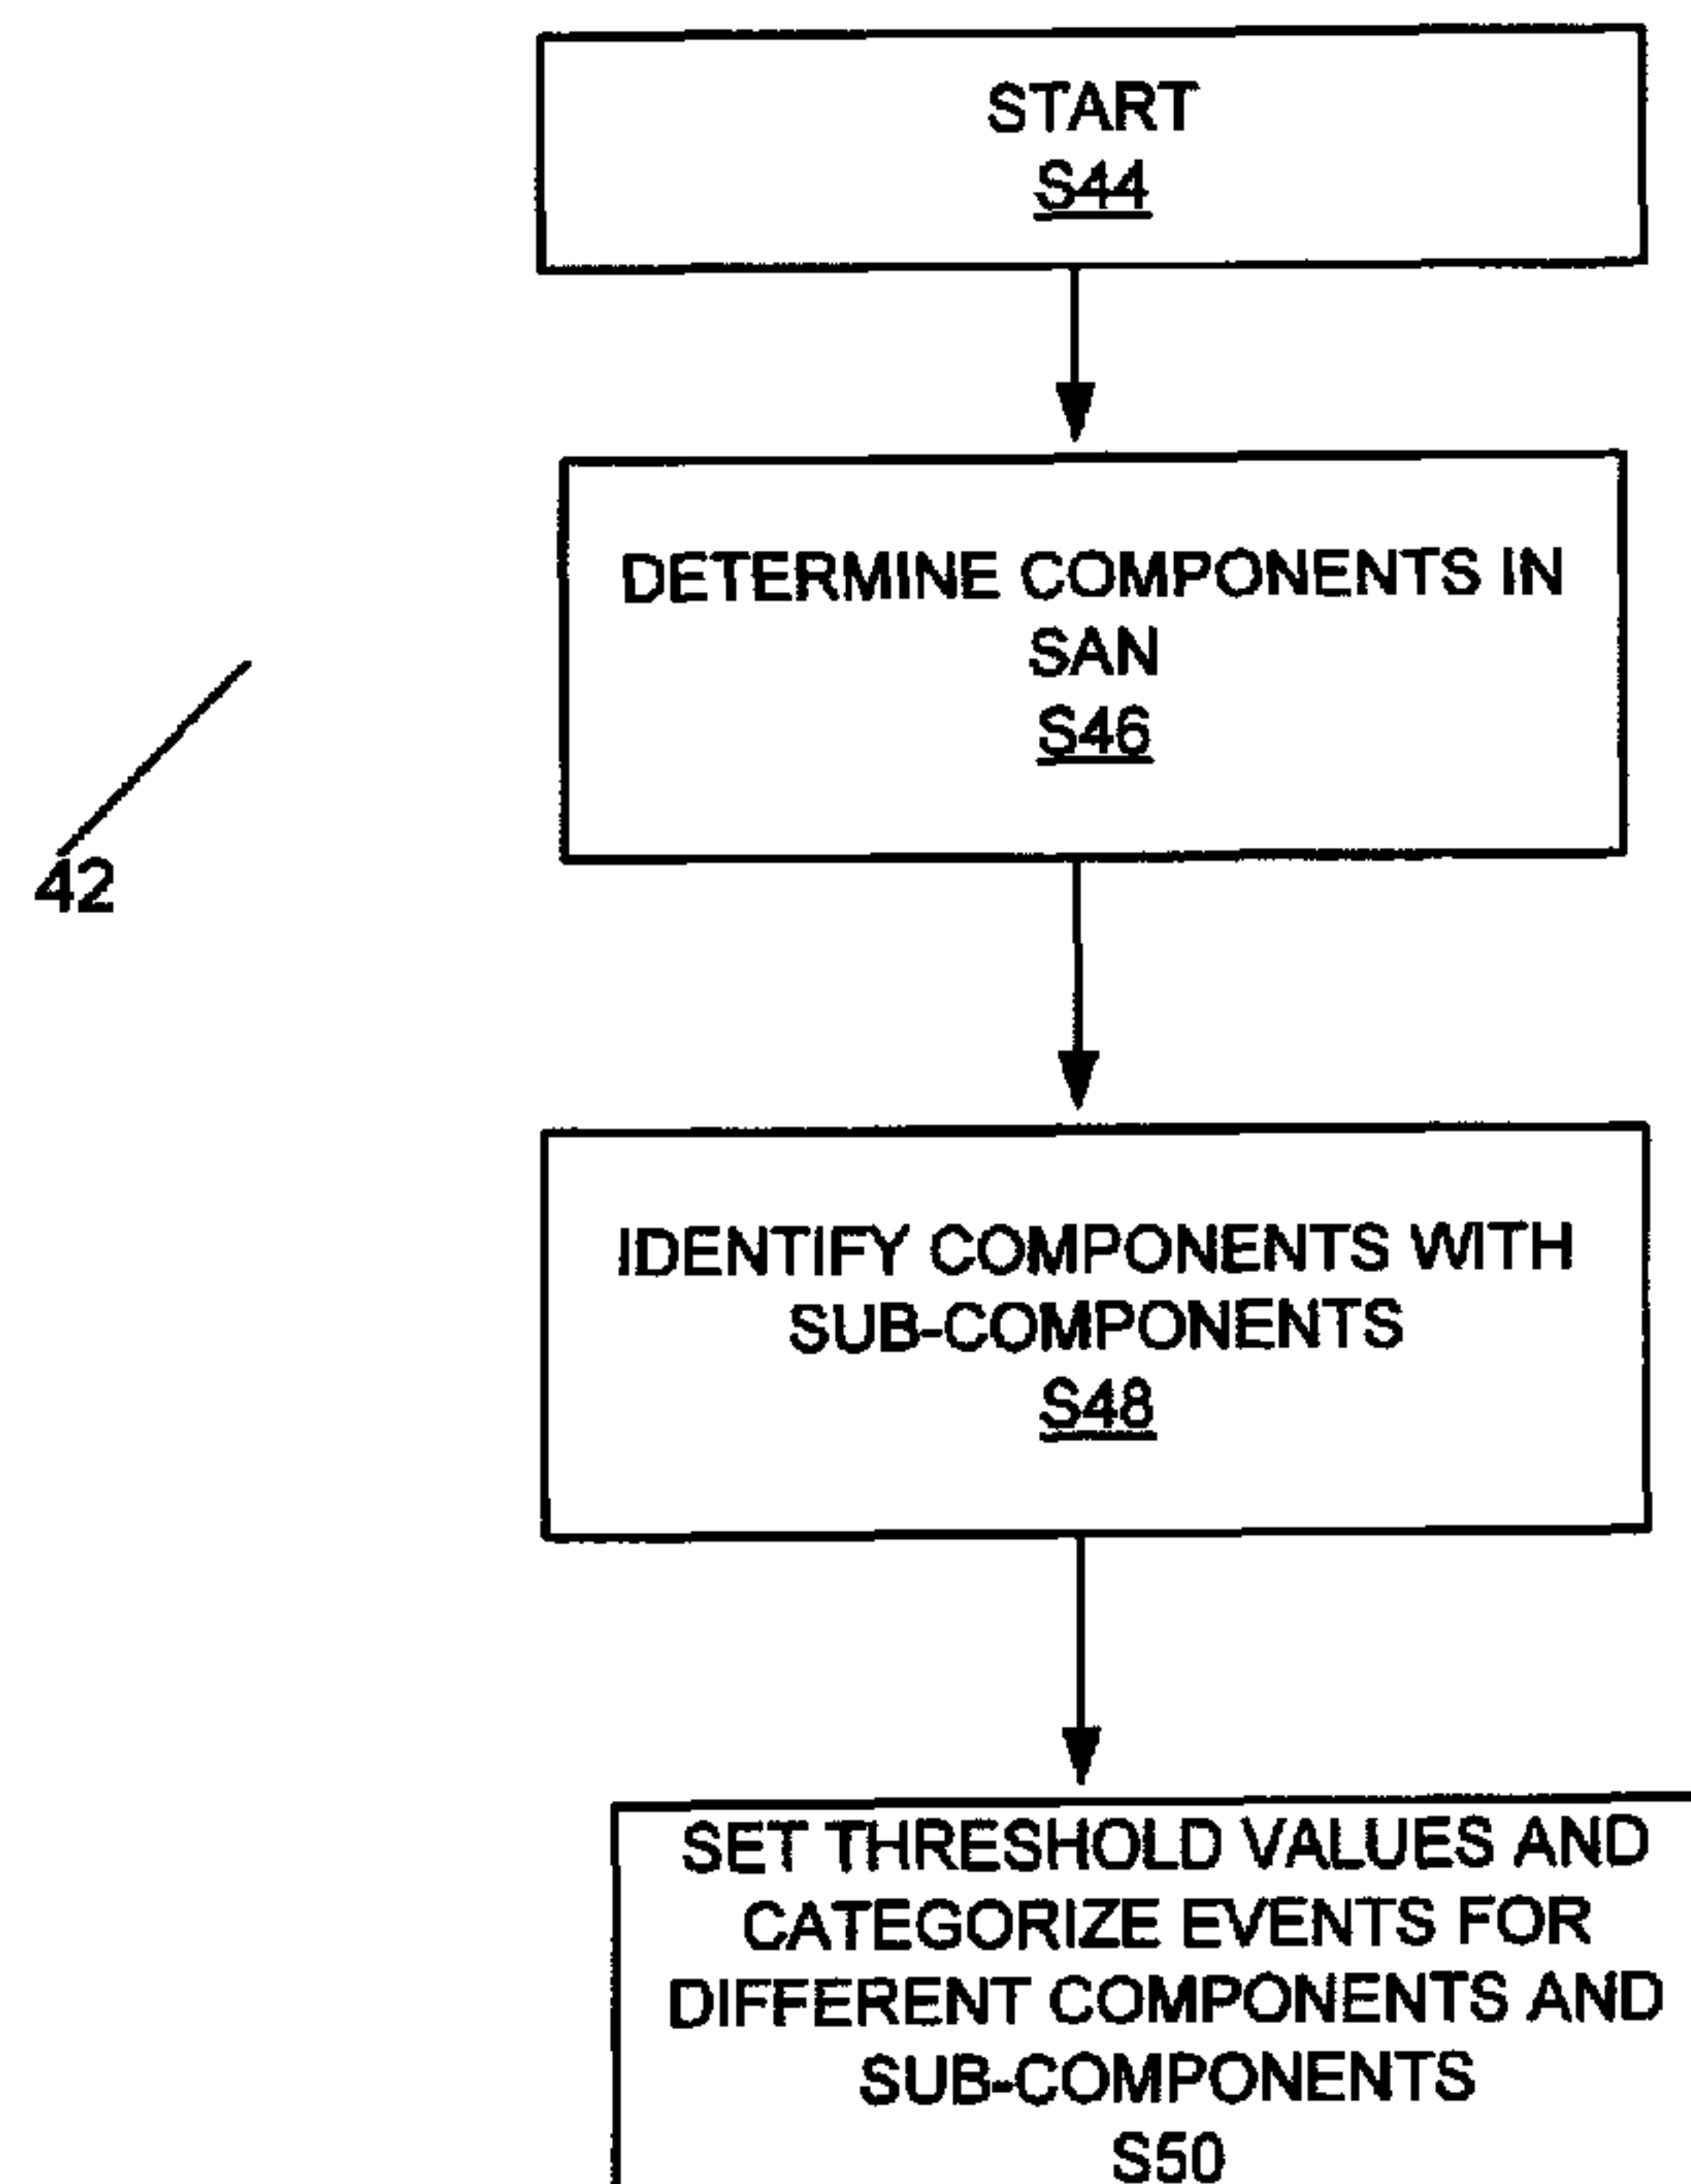 START
S44
DETERMINE COMPONENTS IN
SAN
S46
42
IDENTIFY COMPONENTS WITH
SUB-COMPONENTS
S48
SET THRESHOLD VALUES AND
CATEGORIZE EVENTS FOR
DIFFERENT COMPONENTS AND
SUB-COMPONENTS
S50